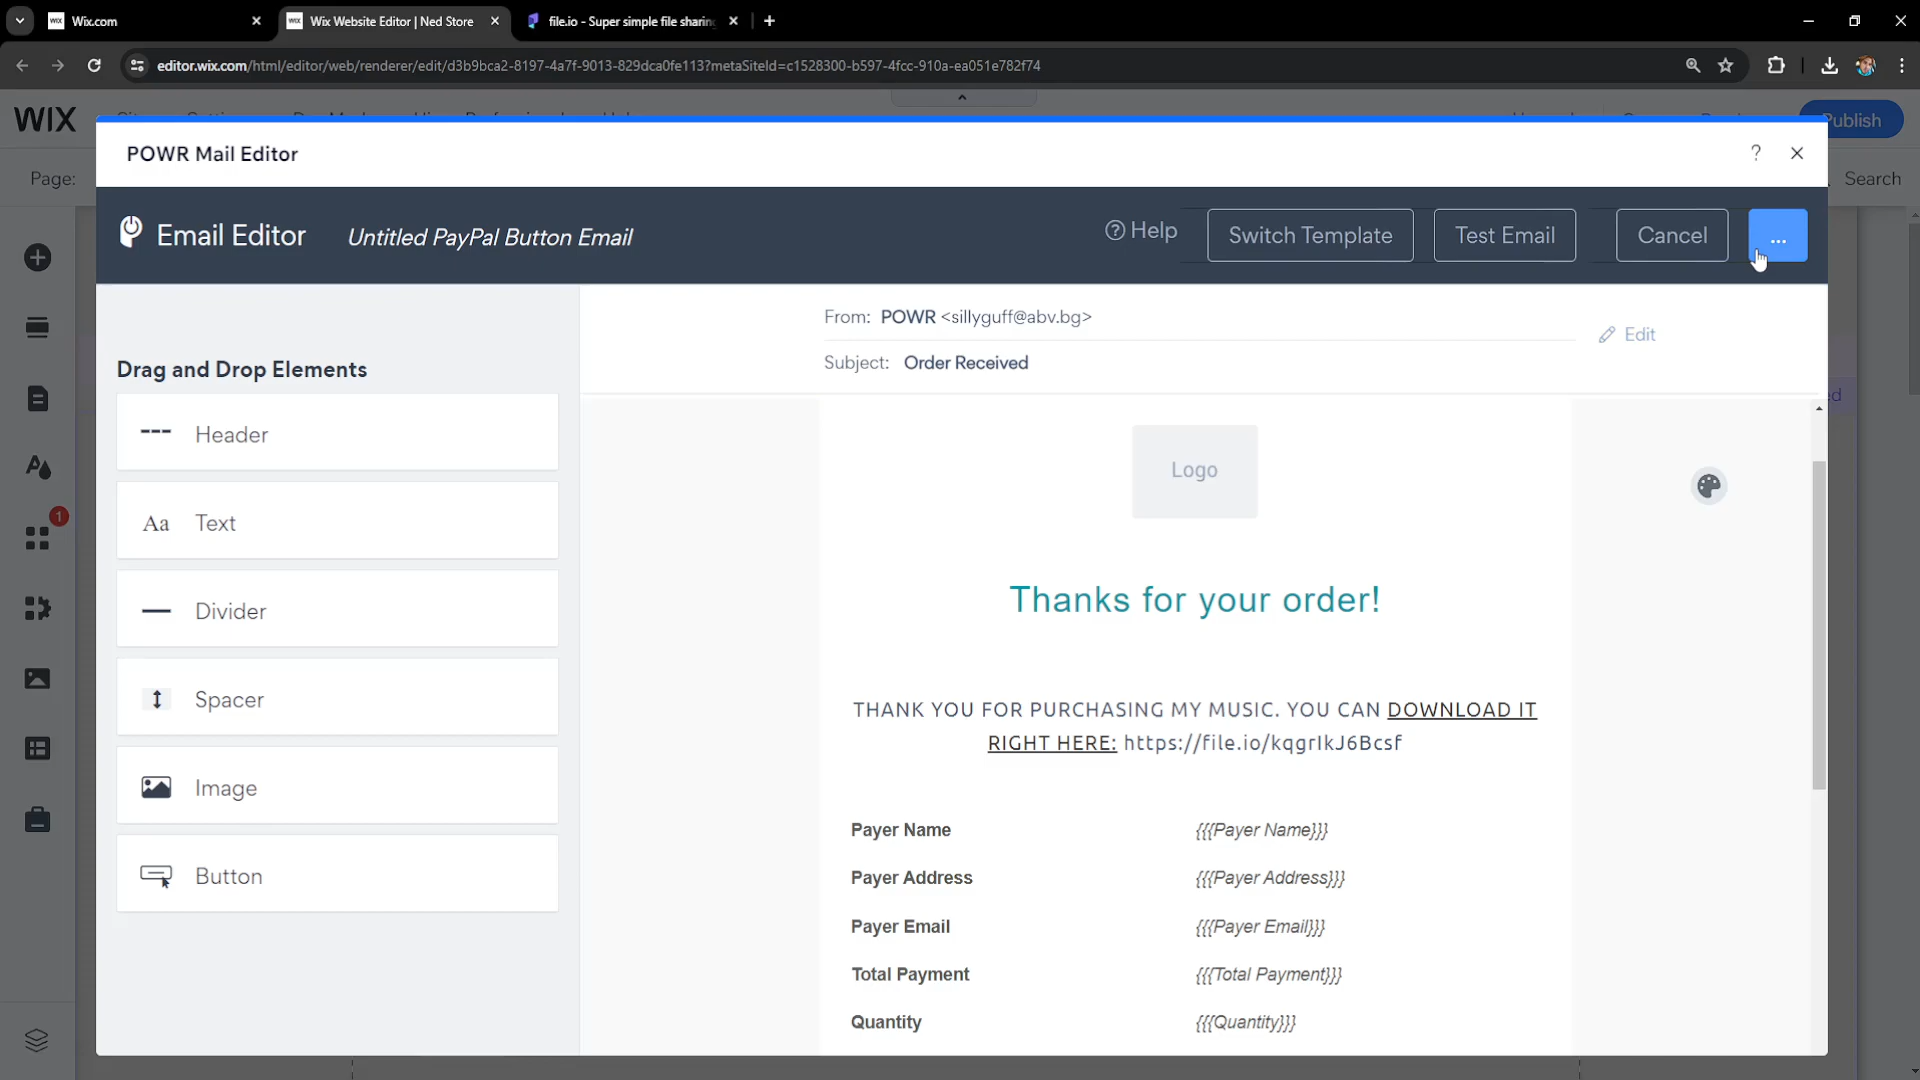 Wix.com
Wix Website Editor | Ned Store
file.io - Super simple file sharing
editor.wix.com/html/editor/web/renderer/edit/d3b9bca2-8197-4a7f-9013-829dca0fe113?metaSiteId=c1528300-b597-4fcc-910a-ea051e782f74
WIX
Publish
Page:
Search
POWR Mail Editor
?
Email Editor
Untitled PayPal Button Email
Help
Switch Template
Test Email
Cancel
...
From: POWR <sillyguff@abv.bg>
Edit
Subject: Order Received
Drag and Drop Elements
Header
Aa Text
Divider
Spacer
Image
Button
1
Logo
Thanks for your order!
THANK YOU FOR PURCHASING MY MUSIC. YOU CAN DOWNLOAD IT
RIGHT HERE: https://file.io/kqgrlkJ6Bcsf
Payer Name {{{Payer Name}}}
Payer Address {{{Payer Address}}}
Payer Email {{{Payer Email}}}
Total Payment {{{Total Payment}}}
Quantity {{{Quantity}}}